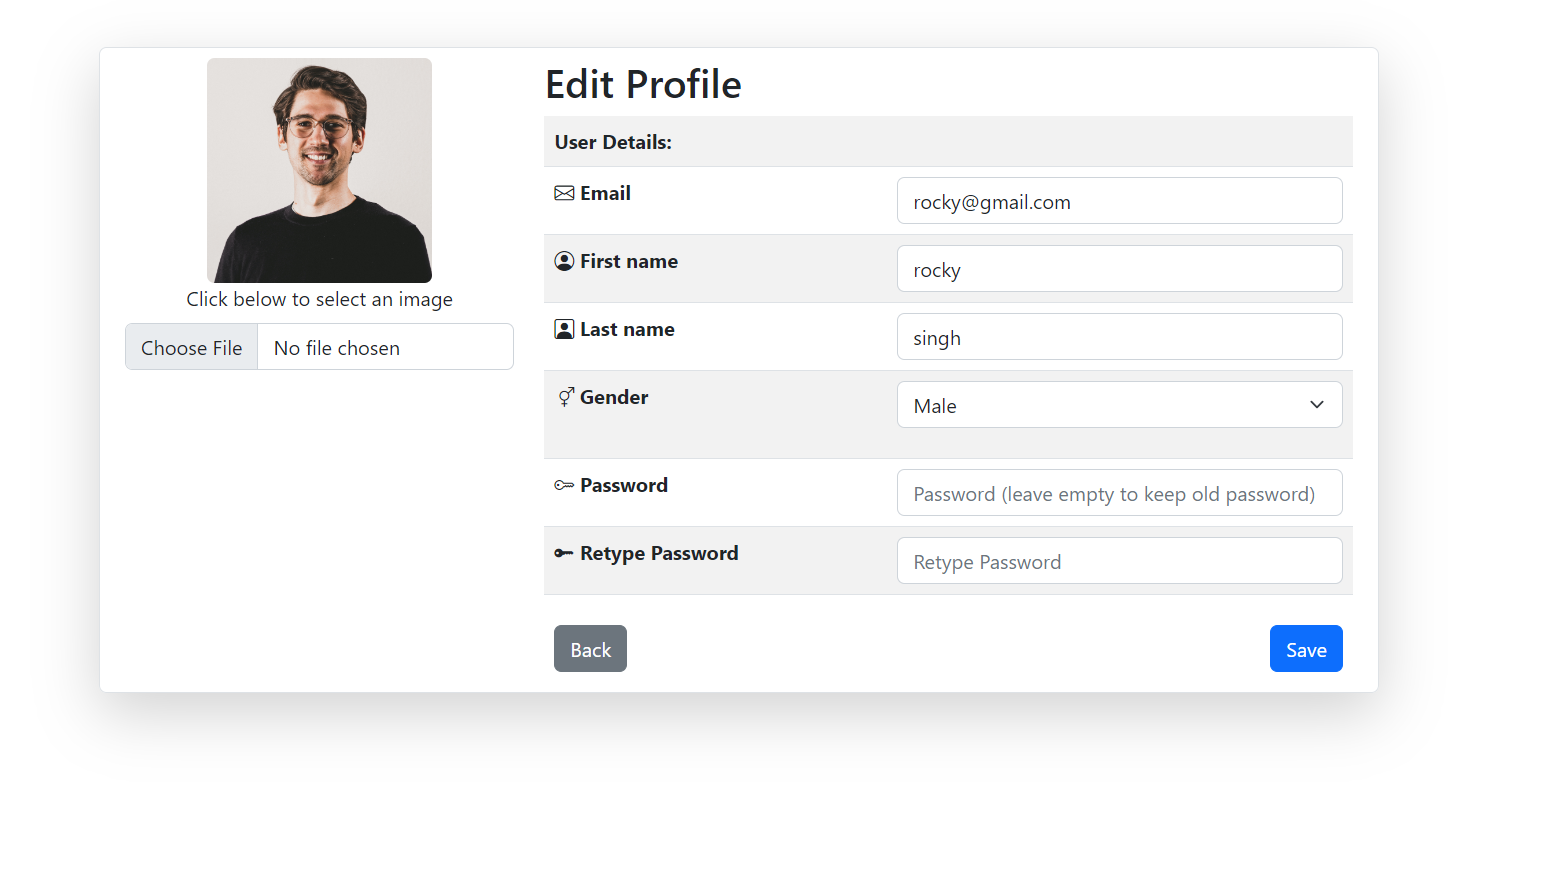 Click below to select an image
Choose File No file chosen
Edit Profile
User Details:
Email rocky@gmail.com
First name rocky
Last name singh
Gender Male
Password Password (leave empty to keep old password)
Retype Password Retype Password
Back Save